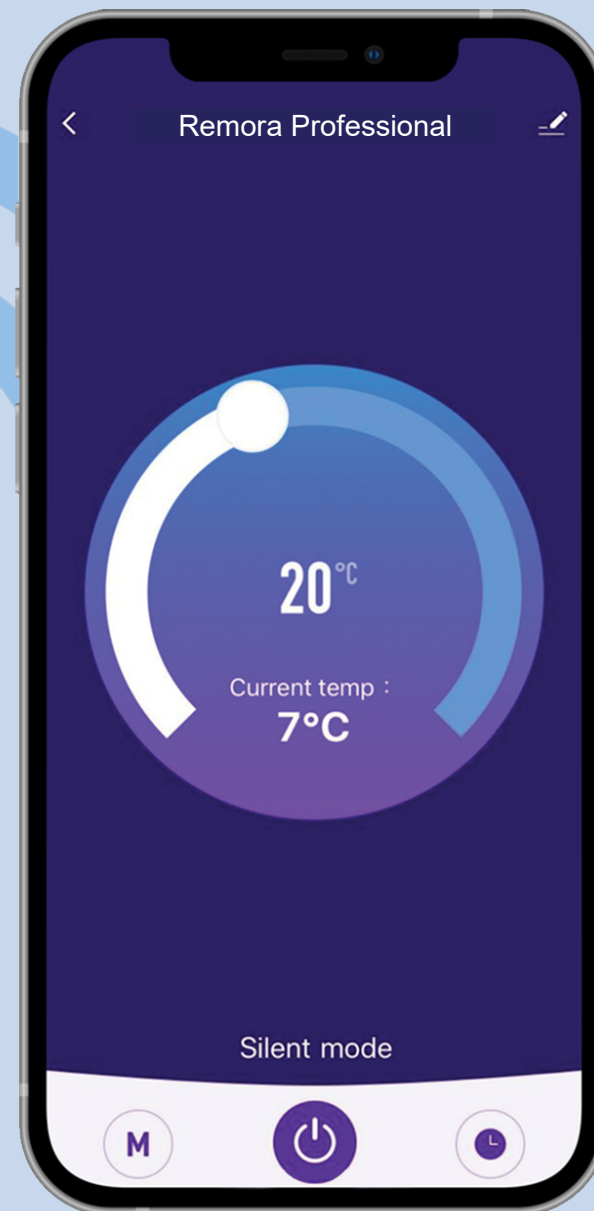 Remora Professional
20°C
Current temp :
7°C
Silent mode
M